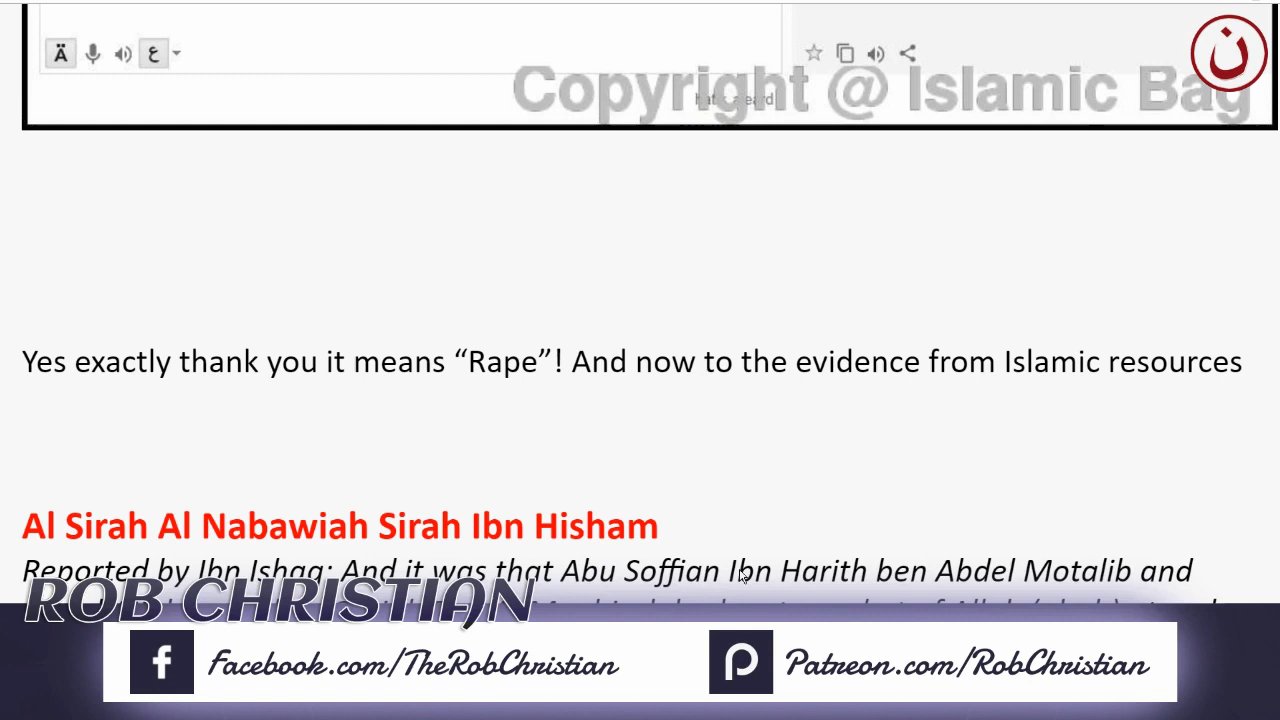 Ä ع
ن
Copyright @ Islamic Bag
Yes exactly thank you it means “Rape”! And now to the evidence from Islamic resources
Al Sirah Al Nabawiah Sirah Ibn Hisham
Reported by Ibn Ishaq: And it was that Abu Soffian Ibn Harith ben Abdel Motalib and
ROB CHRISTIAN
Facebook.com/TheRobChristian
Patreon.com/RobChristian